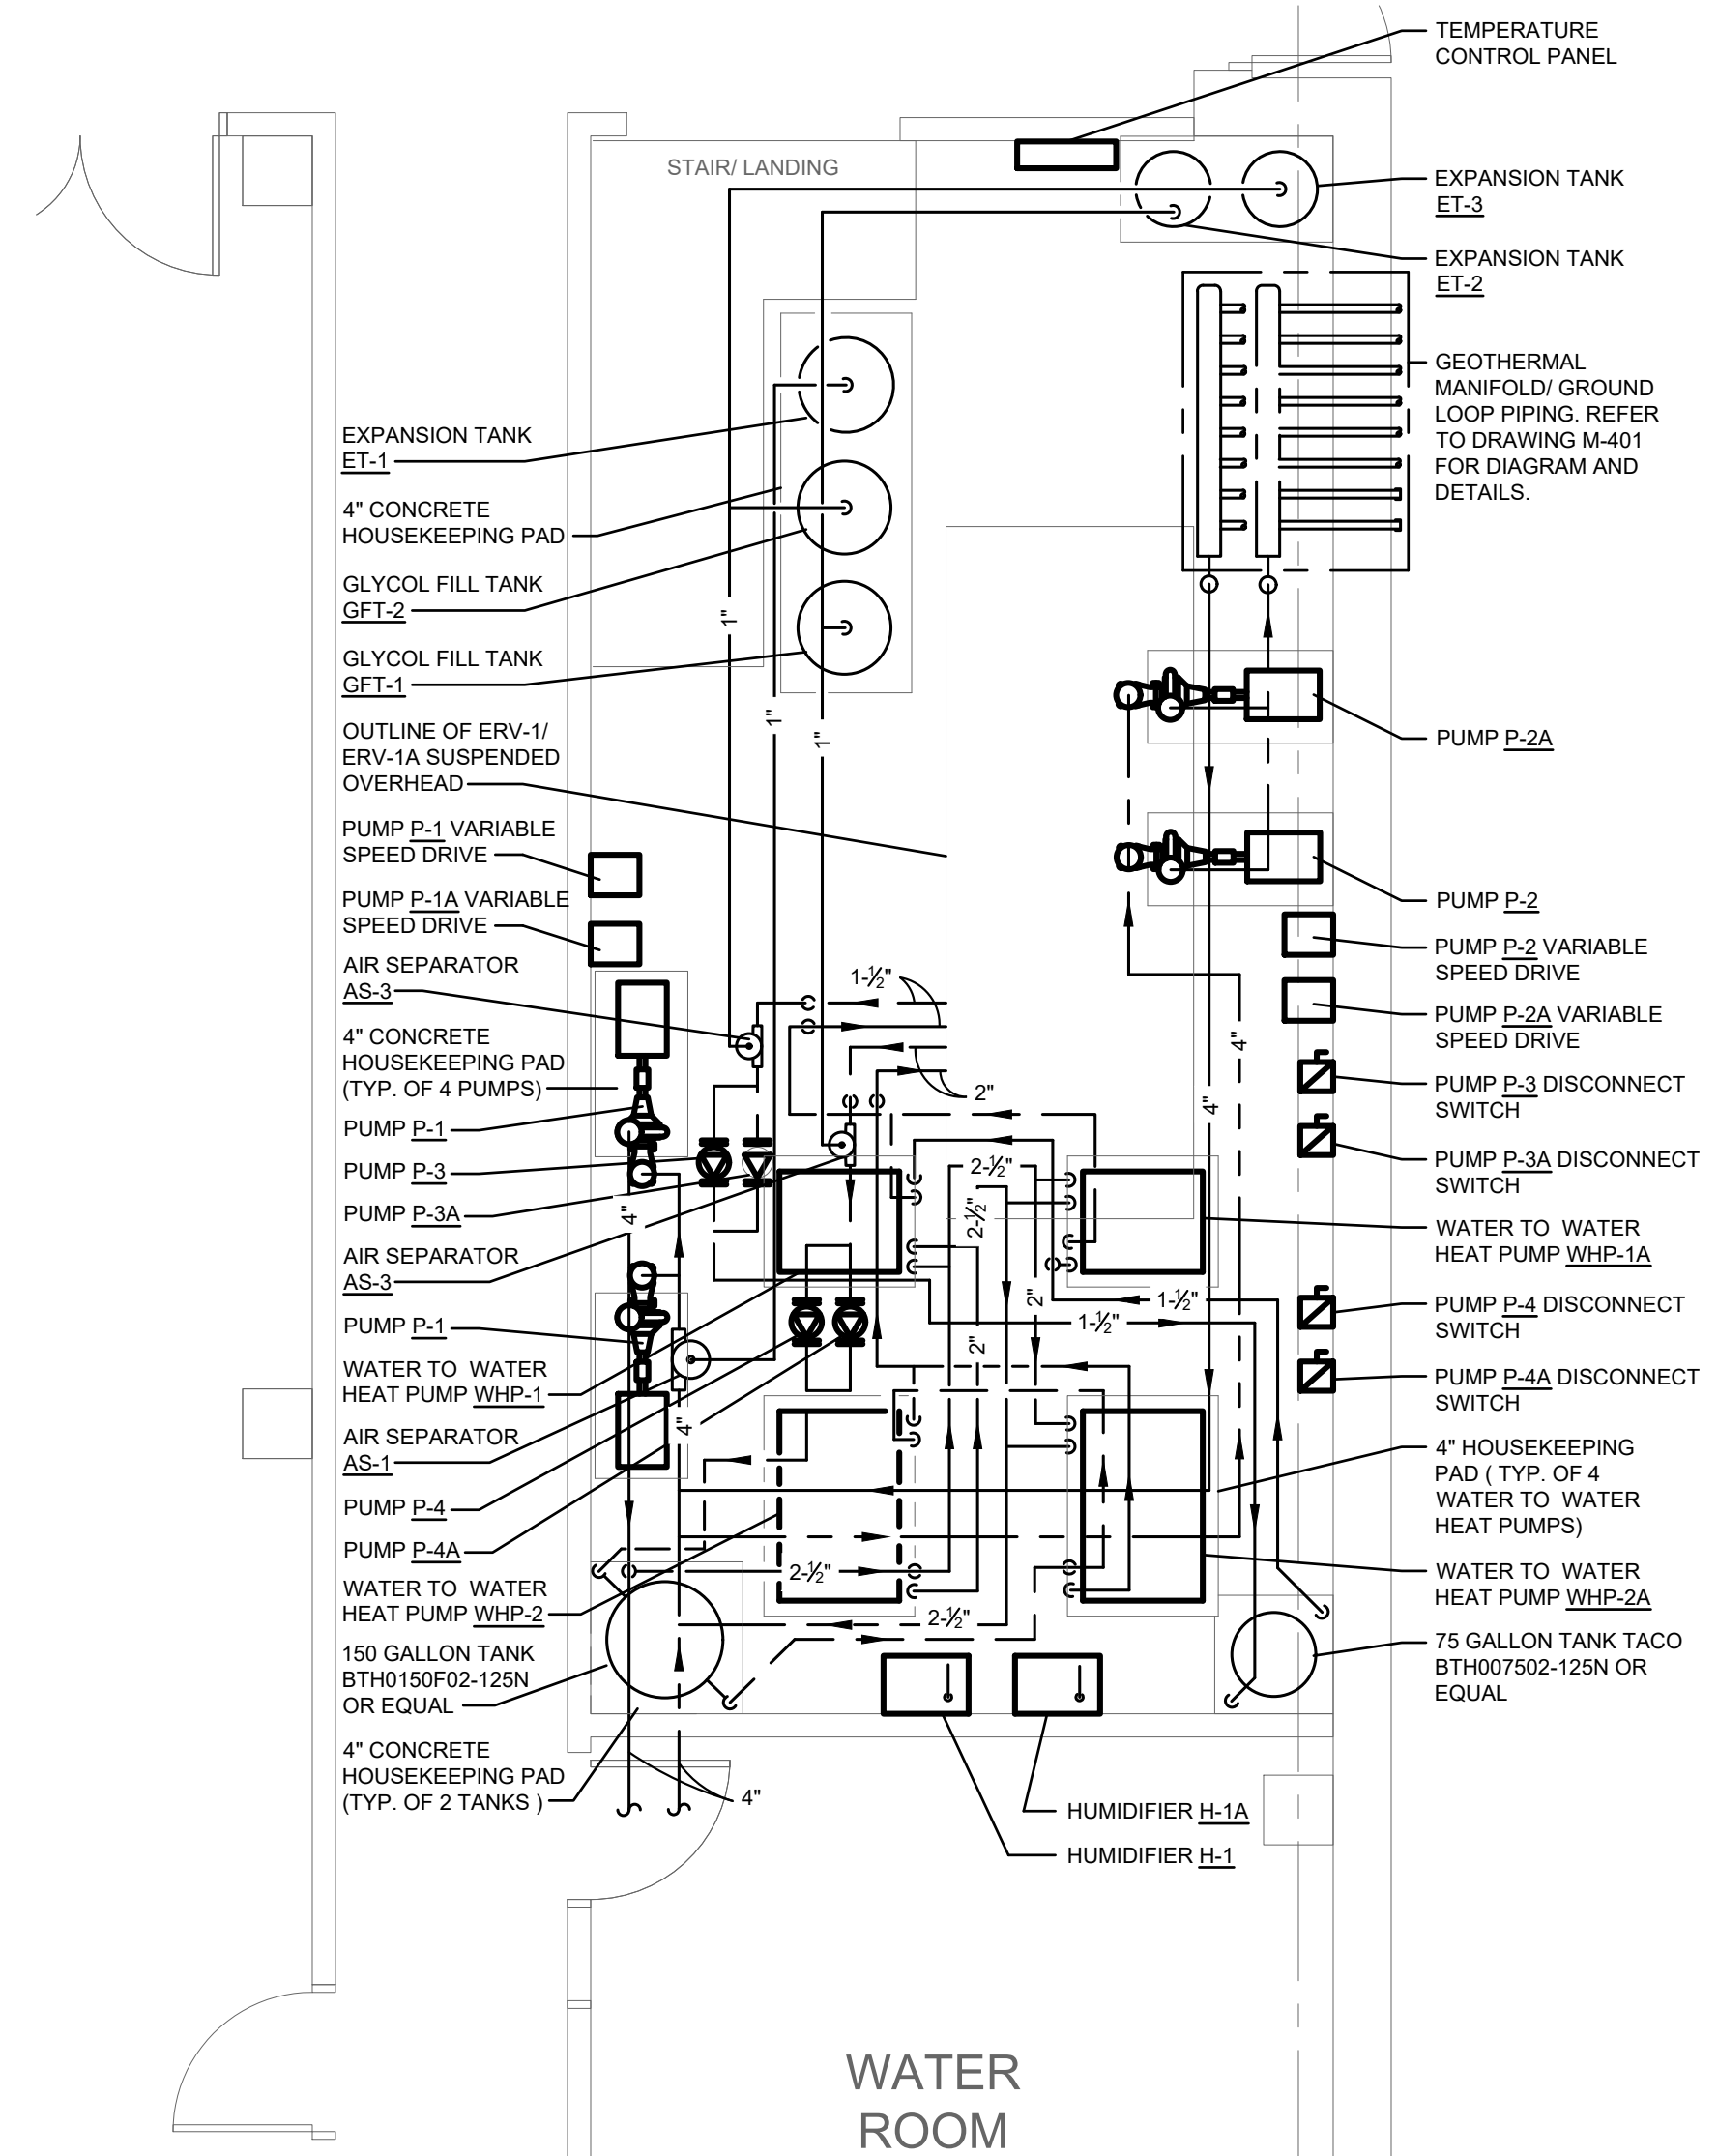 TEMPERATURE
CONTROL PANEL
STAIR/ LANDING
EXPANSION TANK
ET-3
EXPANSION TANK
ET-2
GEOTHERMAL
MANIFOLD/ GROUND
LOOP PIPING. REFER
TO DRAWING M-401
FOR DIAGRAM AND
DETAILS.
EXPANSION TANK
ET-1
4" CONCRETE
HOUSEKEEPING PAD
GLYCOL FILL TANK
GFT-2
GLYCOL FILL TANK
GFT-1
OUTLINE OF ERV-1/
ERV-1A SUSPENDED
OVERHEAD
PUMP P-1 VARIABLE
SPEED DRIVE
PUMP P-1A VARIABLE
SPEED DRIVE
AIR SEPARATOR
AS-3
4" CONCRETE
HOUSEKEEPING PAD
(TYP. OF 4 PUMPS)
PUMP P-1
PUMP P-3
PUMP P-3A
AIR SEPARATOR
AS-3
PUMP P-1
WATER TO WATER
HEAT PUMP WHP-1
AIR SEPARATOR
AS-1
PUMP P-4
PUMP P-4A
WATER TO WATER
HEAT PUMP WHP-2
150 GALLON TANK
BTH0150F02-125N
OR EQUAL
4" CONCRETE
HOUSEKEEPING PAD
(TYP. OF 2 TANKS )
1"
1"
1"
1-½"
2"
4"
4"
2-½"
2-½"
2"
1-½"
1-½"
2"
4"
4"
2-½"
2-½"
4"
PUMP P-2A
PUMP P-2
PUMP P-2 VARIABLE
SPEED DRIVE
PUMP P-2A VARIABLE
SPEED DRIVE
PUMP P-3 DISCONNECT
SWITCH
PUMP P-3A DISCONNECT
SWITCH
WATER TO WATER
HEAT PUMP WHP-1A
PUMP P-4 DISCONNECT
SWITCH
PUMP P-4A DISCONNECT
SWITCH
4" HOUSEKEEPING
PAD ( TYP. OF 4
WATER TO WATER
HEAT PUMPS)
WATER TO WATER
HEAT PUMP WHP-2A
75 GALLON TANK TACO
BTH007502-125N OR
EQUAL
HUMIDIFIER H-1A
HUMIDIFIER H-1
WATER
ROOM